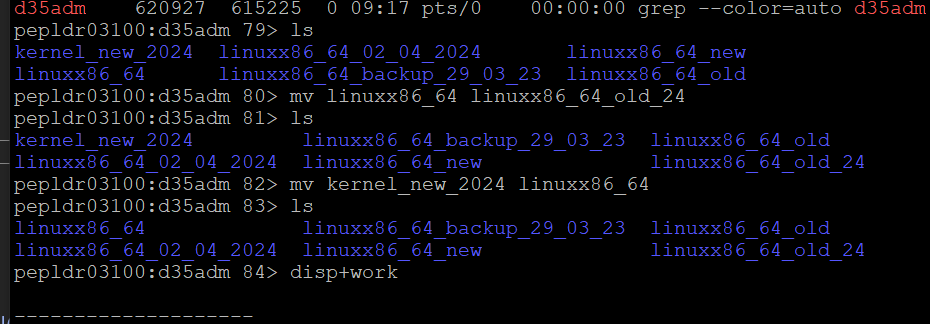 d35adm    620927  615225  0 09:17 pts/0    00:00:00 grep --color=auto d35adm
pepldr03100:d35adm 79> ls
kernel_new_2024  linuxx86_64_02_04_2024       linuxx86_64_new
linuxx86_64      linuxx86_64_backup_29_03_23  linuxx86_64_old
pepldr03100:d35adm 80> mv linuxx86_64 linuxx86_64_old_24
pepldr03100:d35adm 81> ls
kernel_new_2024         linuxx86_64_backup_29_03_23  linuxx86_64_old
linuxx86_64_02_04_2024  linuxx86_64_new              linuxx86_64_old_24
pepldr03100:d35adm 82> mv kernel_new_2024 linuxx86_64
pepldr03100:d35adm 83> ls
linuxx86_64             linuxx86_64_backup_29_03_23  linuxx86_64_old
linuxx86_64_02_04_2024  linuxx86_64_new              linuxx86_64_old_24
pepldr03100:d35adm 84> disp+work
--------------------